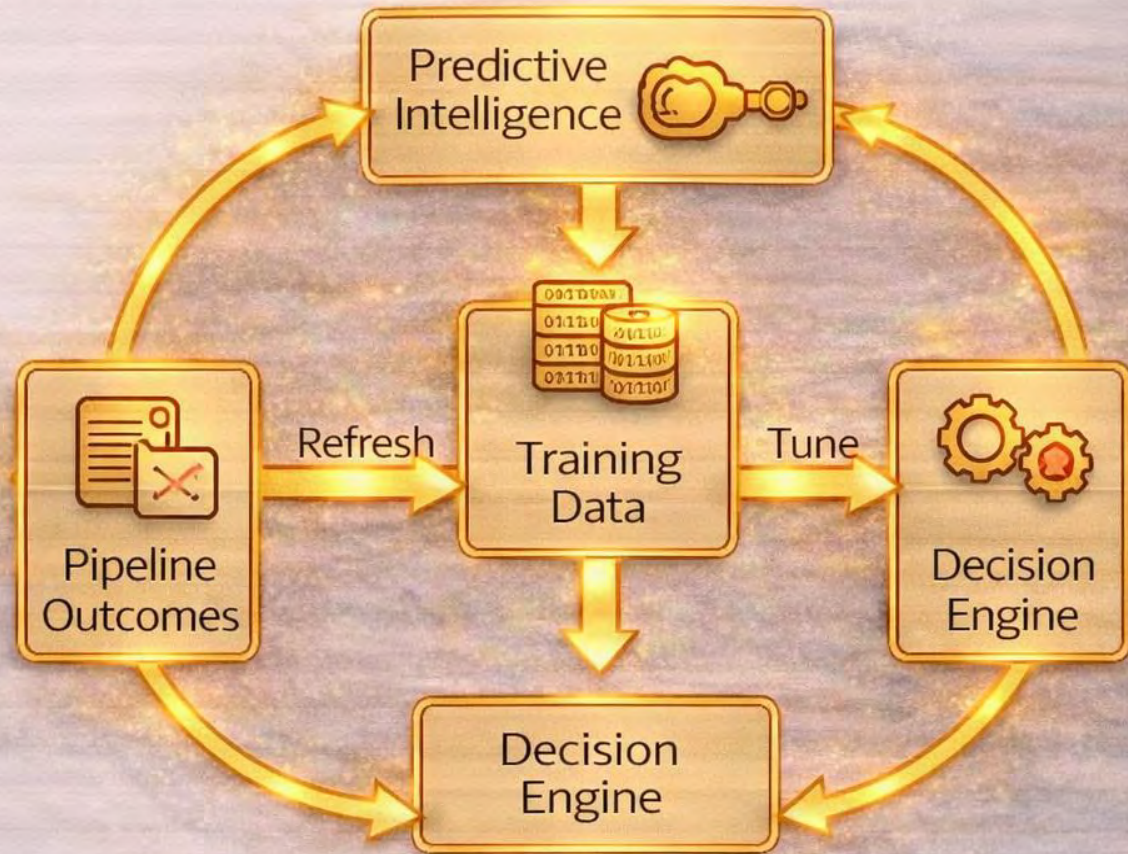 Predictive
Intelligence
Refresh
Training
Data
Tune
Pipeline
Outcomes
Decision
Engine
Decision
Engine